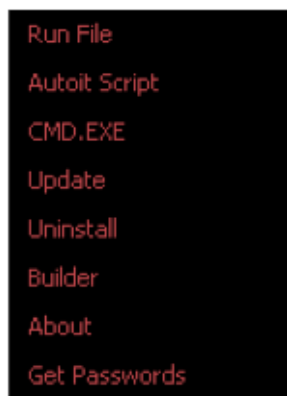 Run File
Autoit Script
CMD.EXE
Update
Uninstall
Builder
About
Get Passwords